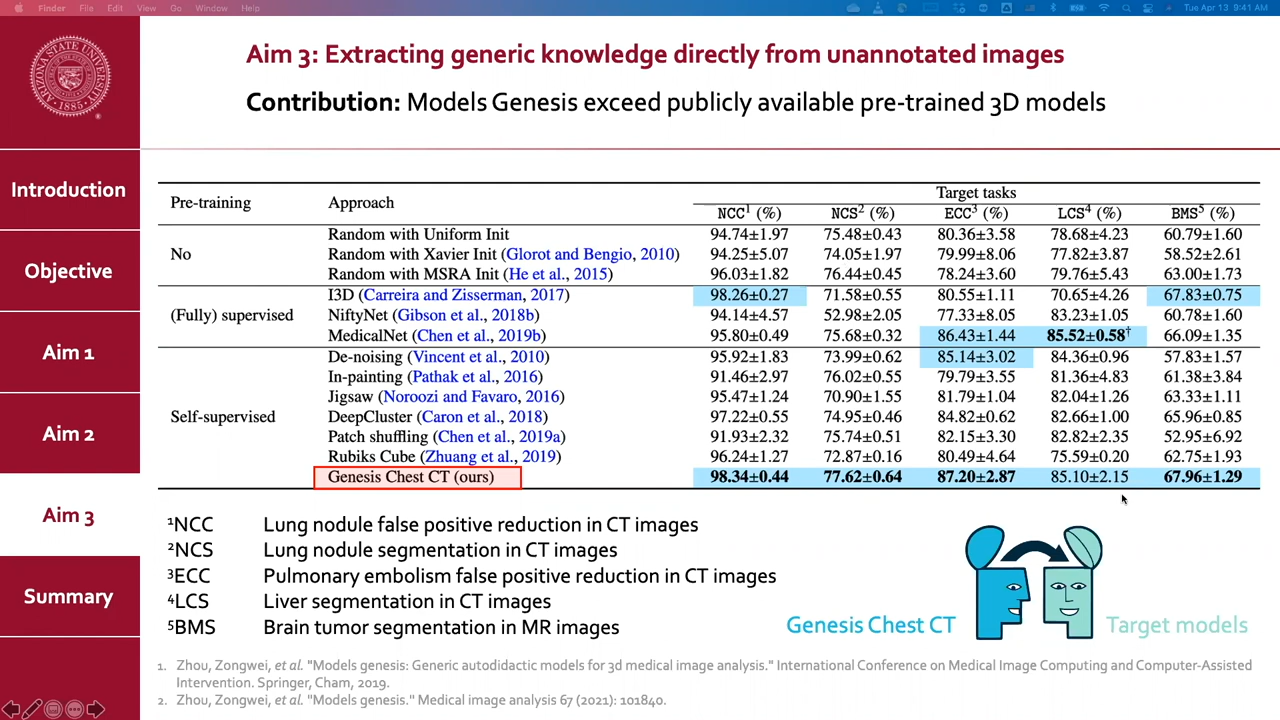 Finder File Edit View Go Window Help Tue Apr 13 9:41 AM
ARIZONA STATE UNIVERSITY
1885
Aim 3: Extracting generic knowledge directly from unannotated images
Contribution: Models Genesis exceed publicly available pre-trained 3D models
Introduction
Objective
Aim 1
Aim 2
Aim 3
Summary
Pre-training Approach Target tasks
NCC¹ (%) NCS² (%) ECC³ (%) LCS⁴ (%) BMS⁵ (%)
Random with Uniform Init 94.74±1.97 75.48±0.43 80.36±3.58 78.68±4.23 60.79±1.60
No Random with Xavier Init (Glorot and Bengio, 2010) 94.25±5.07 74.05±1.97 79.99±8.06 77.82±3.87 58.52±2.61
Random with MSRA Init (He et al., 2015) 96.03±1.82 76.44±0.45 78.24±3.60 79.76±5.43 63.00±1.73
I3D (Carreira and Zisserman, 2017) 98.26±0.27 71.58±0.55 80.55±1.11 70.65±4.26 67.83±0.75
(Fully) supervised NiftyNet (Gibson et al., 2018b) 94.14±4.57 52.98±2.05 77.33±8.05 83.23±1.05 60.78±1.60
MedicalNet (Chen et al., 2019b) 95.80±0.49 75.68±0.32 86.43±1.44 85.52±0.58† 66.09±1.35
De-noising (Vincent et al., 2010) 95.92±1.83 73.99±0.62 85.14±3.02 84.36±0.96 57.83±1.57
In-painting (Pathak et al., 2016) 91.46±2.97 76.02±0.55 79.79±3.55 81.36±4.83 61.38±3.84
Jigsaw (Noroozi and Favaro, 2016) 95.47±1.24 70.90±1.55 81.79±1.04 82.04±1.26 63.33±1.11
Self-supervised DeepCluster (Caron et al., 2018) 97.22±0.55 74.95±0.46 84.82±0.62 82.66±1.00 65.96±0.85
Patch shuffling (Chen et al., 2019a) 91.93±2.32 75.74±0.51 82.15±3.30 82.82±2.35 52.95±6.92
Rubiks Cube (Zhuang et al., 2019) 96.24±1.27 72.87±0.16 80.49±4.64 75.59±0.20 62.75±1.93
Genesis Chest CT (ours) 98.34±0.44 77.62±0.64 87.20±2.87 85.10±2.15 67.96±1.29
¹NCC Lung nodule false positive reduction in CT images
²NCS Lung nodule segmentation in CT images
³ECC Pulmonary embolism false positive reduction in CT images
⁴LCS Liver segmentation in CT images
⁵BMS Brain tumor segmentation in MR images
Genesis Chest CT Target models
1. Zhou, Zongwei, et al. "Models genesis: Generic autodidactic models for 3d medical image analysis." International Conference on Medical Image Computing and Computer-Assisted
Intervention. Springer, Cham, 2019.
2. Zhou, Zongwei, et al. "Models genesis." Medical image analysis 67 (2021): 101840.